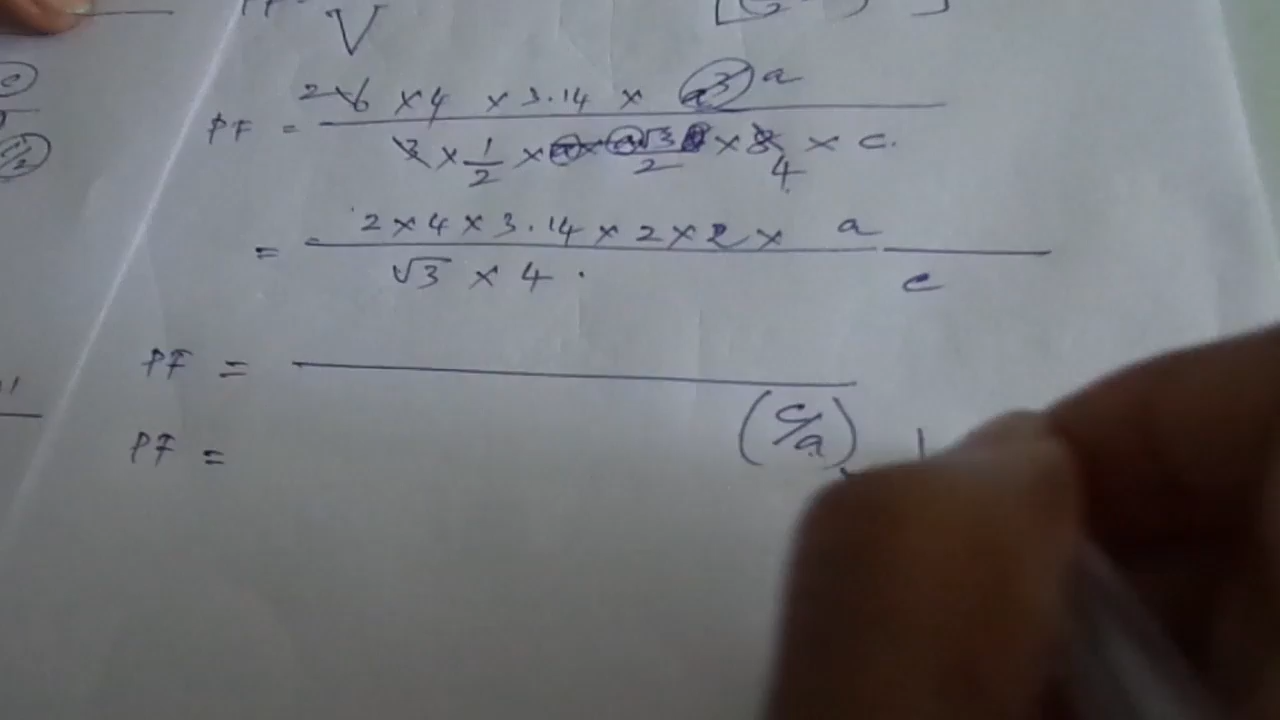 V
PF = 2 6 × 4 × 3.14 × a³ a / 3 × 1/2 × a × a√3/2 × 8 4 × c.
= 2 × 4 × 3.14 × 2 × 2 × a / √3 × 4 . c
PF =
(c/a)
PF =